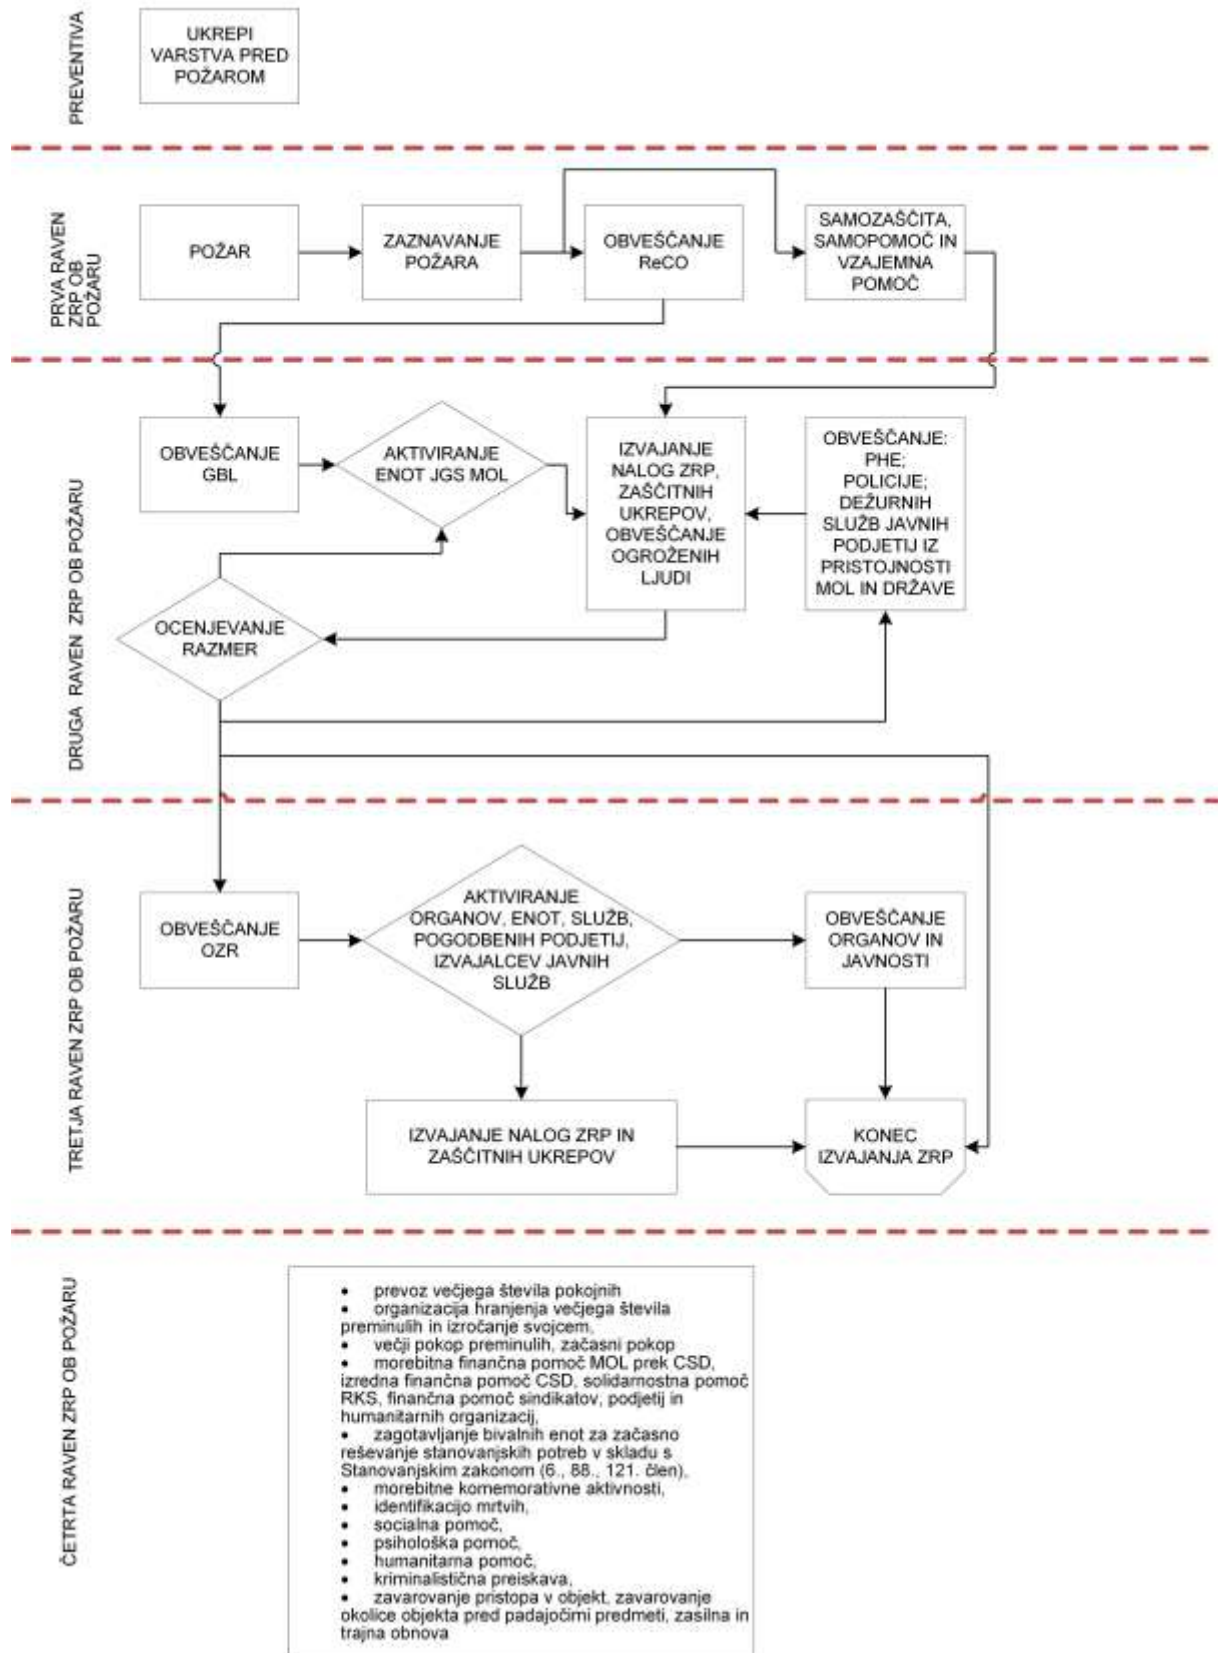 PREVENTIVA
UKREPI
VARSTVA PRED
POŽAROM
PRVA RAVEN
ZRP OB
POŽARU
POŽAR
ZAZNAVANJE
POŽARA
OBVEŠČANJE
ReCO
SAMOZAŠČITA,
SAMOPOMOČ IN
VZAJEMNA
POMOČ
DRUGA RAVEN ZRP OB POŽARU
OBVEŠČANJE
GBL
AKTIVIRANJE
ENOT JGS MOL
IZVAJANJE
NALOG ZRP,
ZAŠČITNIH
UKREPOV,
OBVEŠČANJE
OGROŽENIH
LJUDI
OBVEŠČANJE:
PHE;
POLICIJE;
DEŽURNIH
SLUŽB JAVNIH
PODJETIJ IZ
PRISTOJNOSTI
MOL IN DRŽAVE
OCENJEVANJE
RAZMER
TRETJA RAVEN ZRP OB POŽARU
OBVEŠČANJE
OZR
AKTIVIRANJE
ORGANOV, ENOT, SLUŽB,
POGODBENIH PODJETIJ,
IZVAJALCEV JAVNIH
SLUŽB
OBVEŠČANJE
ORGANOV IN
JAVNOSTI
IZVAJANJE NALOG ZRP IN
ZAŠČITNIH UKREPOV
KONEC
IZVAJANJA ZRP
ČETRTA RAVEN ZRP OB POŽARU
• prevoz večjega števila pokojnih
• organizacija hranjenja večjega števila
preminulih in izročanje svojcem,
• večji pokop preminulih, začasni pokop
• morebitna finančna pomoč MOL prek CSD,
izredna finančna pomoč CSD, solidarnostna pomoč
RKS, finančna pomoč sindikatov, podjetij in
humanitarnih organizacij,
• zagotavljanje bivalnih enot za začasno
reševanje stanovanjskih potreb v skladu s
Stanovanjskim zakonom (6., 88., 121. člen),
• morebitne komemorativne aktivnosti,
• identifikacijo mrtvih,
• socialna pomoč,
• psihološka pomoč,
• humanitarna pomoč,
• kriminalistična preiskava,
• zavarovanje pristopa v objekt, zavarovanje
okolice objekta pred padajočimi predmeti, zasilna in
trajna obnova